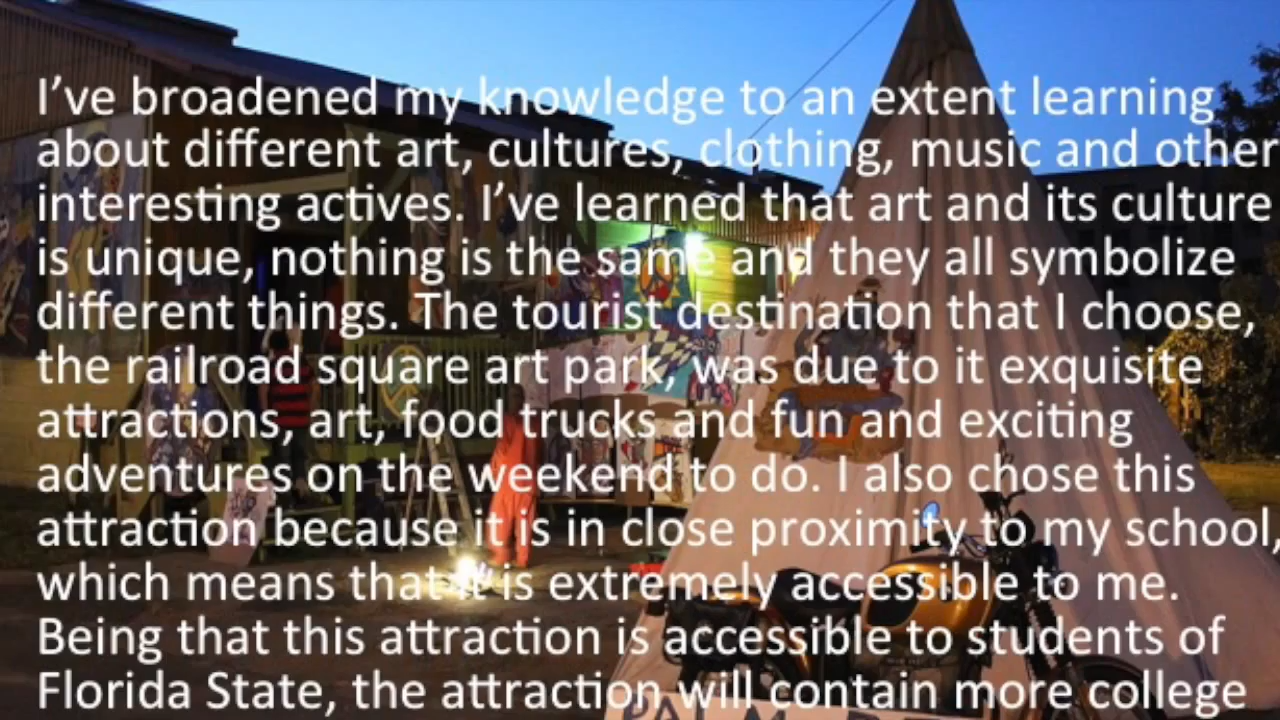 I’ve broadened my knowledge to an extent learning
about different art, cultures, clothing, music and other
interesting actives. I’ve learned that art and its culture
is unique, nothing is the same and they all symbolize
different things. The tourist destination that I choose,
the railroad square art park, was due to it exquisite
attractions, art, food trucks and fun and exciting
adventures on the weekend to do. I also chose this
attraction because it is in close proximity to my school,
which means that it is extremely accessible to me.
Being that this attraction is accessible to students of
Florida State, the attraction will contain more college
PALM